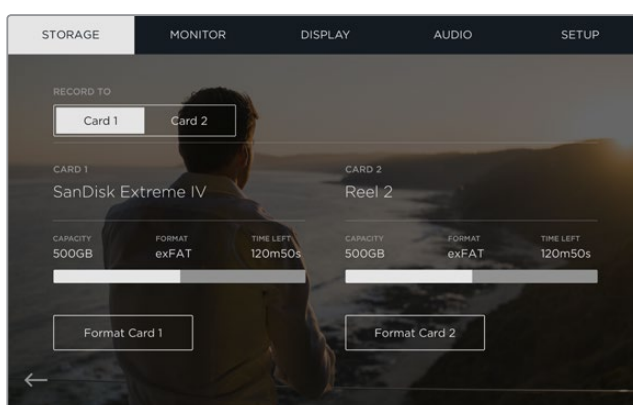 STORAGE MONITOR DISPLAY AUDIO SETUP
RECORD TO
Card 1 Card 2
CARD 1 CARD 2
SanDisk Extreme IV Reel 2
CAPACITY FORMAT TIME LEFT CAPACITY FORMAT TIME LEFT
500GB exFAT 120m50s 500GB exFAT 120m50s
Format Card 1 Format Card 2